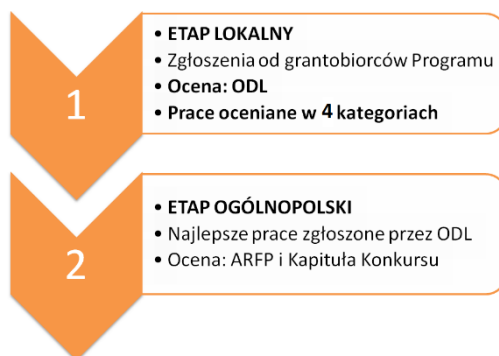 1
• ETAP LOKALNY
• Zgłoszenia od grantobiorców Programu
• Ocena: ODL
• Prace oceniane w 4 kategoriach
2
• ETAP OGÓLNOPOLSKI
• Najlepsze prace zgłoszone przez ODL
• Ocena: ARFP i Kapituła Konkursu